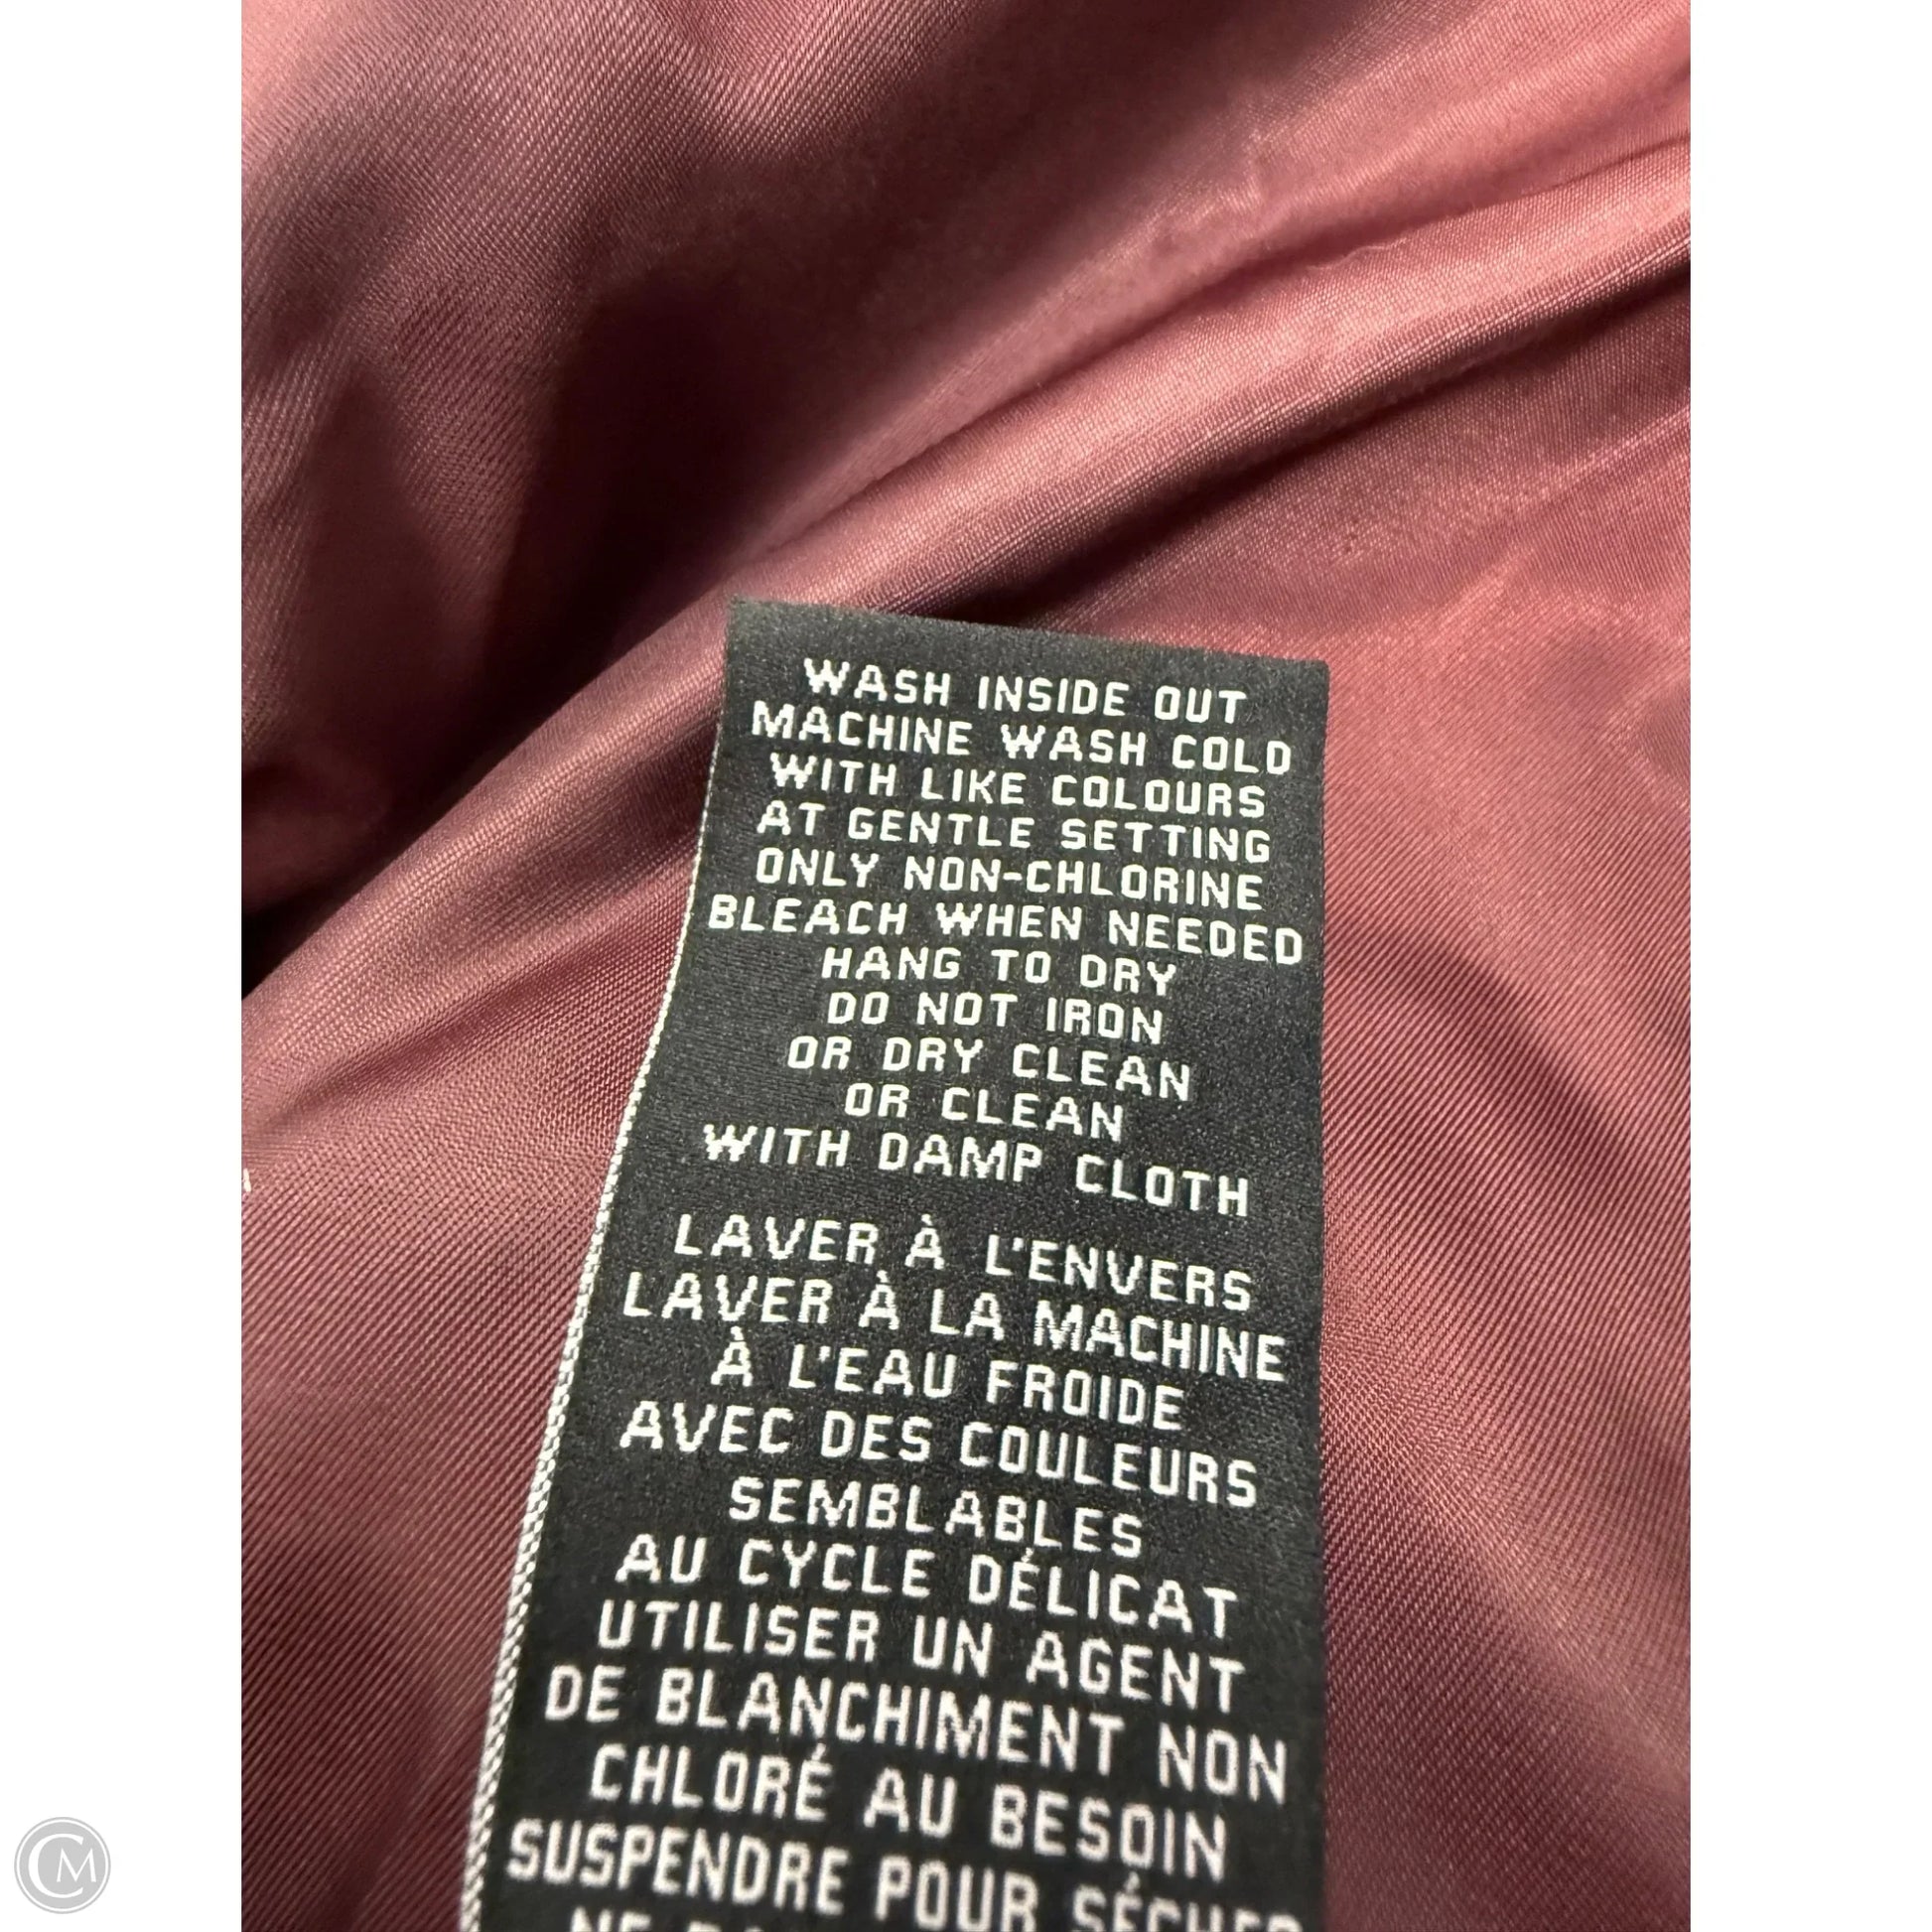 WASH INSIDE OUT
MACHINE WASH COLD
WITH LIKE COLOURS
AT GENTLE SETTING
ONLY NON-CHLORINE
BLEACH WHEN NEEDED
HANG TO DRY
DO NOT IRON
OR DRY CLEAN
OR CLEAN
WITH DAMP CLOTH
LAVER À L'ENVERS
LAVER À LA MACHINE
À L'EAU FROIDE
AVEC DES COULEURS
SEMBLABLES
AU CYCLE DÉLICAT
UTILISER UN AGENT
DE BLANCHIMENT NON
CHLORÉ AU BESOIN
SUSPENDRE POUR SÉCHER
NE
CM